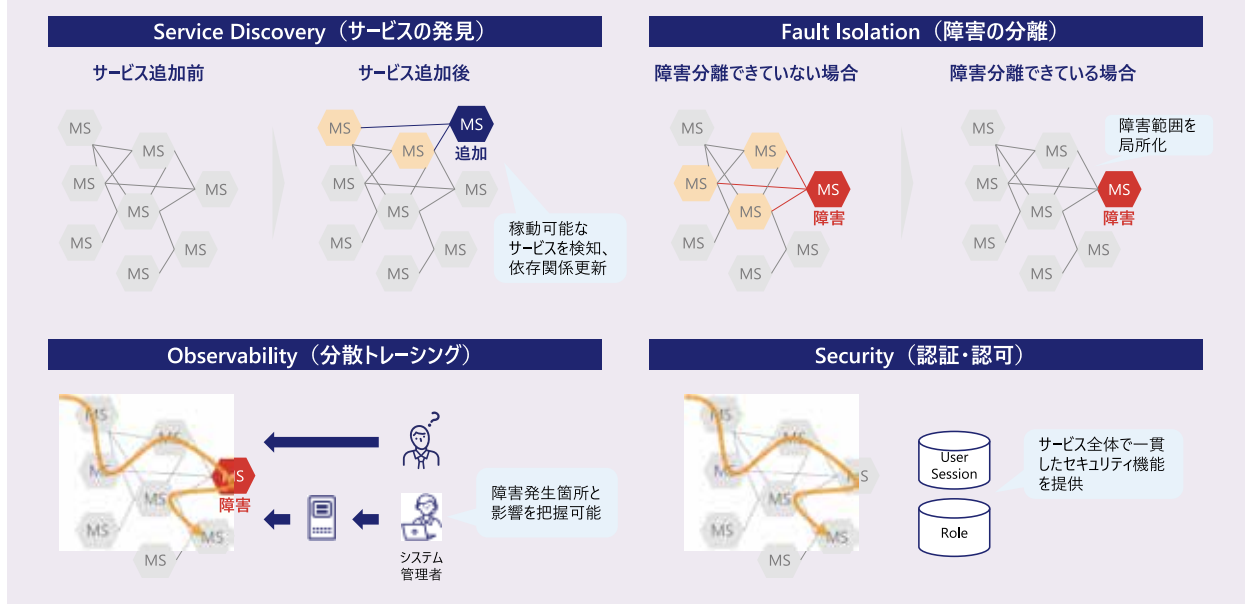 Service Discovery（サービスの発見）
サービス追加前
サービス追加後
MS
MS
MS
MS
MS
MS
MS
MS
MS
MS
追加
MS
MS
MS
MS
MS
MS
MS
稼動可能な
サービスを検知、
依存関係更新
Fault Isolation（障害の分離）
障害分離できていない場合
障害分離できている場合
MS
MS
MS
MS
障害
MS
MS
MS
MS
MS
MS
MS
MS
障害
MS
MS
MS
MS
障害範囲を
局所化
Observability（分散トレーシング）
MS
MS
MS
MS
障害
MS
MS
MS
MS
?
システム
管理者
障害発生箇所と
影響を把握可能
Security（認証・認可）
MS
MS
MS
MS
MS
MS
MS
MS
User
Session
Role
サービス全体で一貫
したセキュリティ機能
を提供